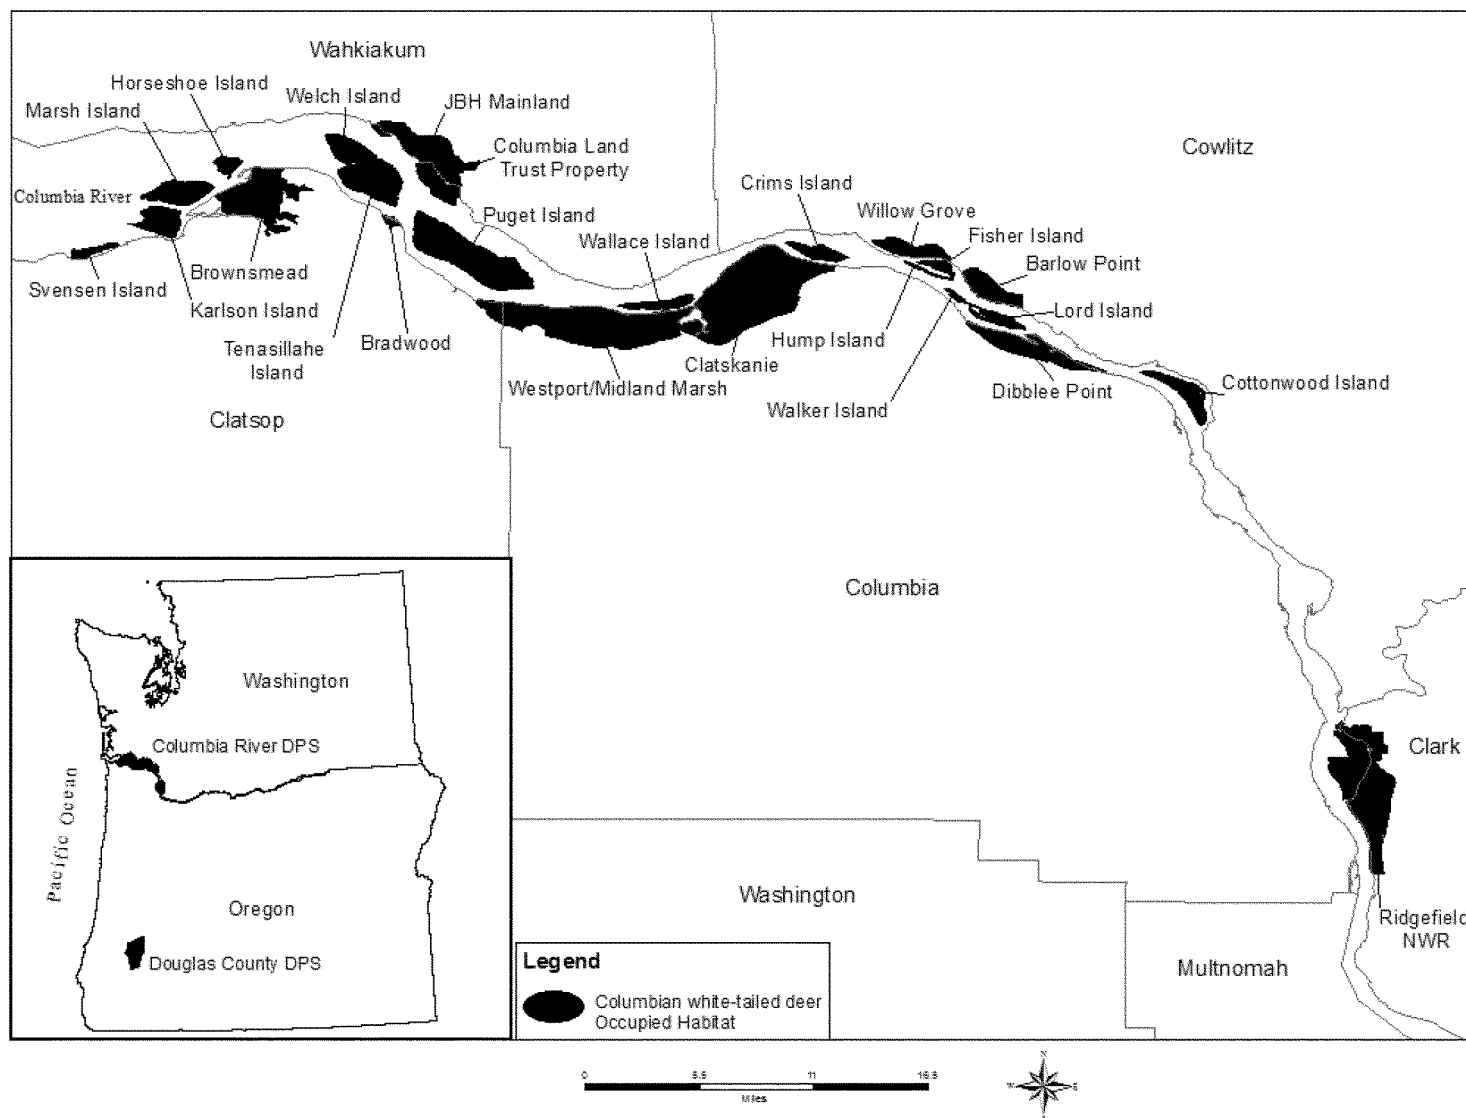 Wahkiakum
Horseshoe Island
Welch Island
Marsh Island
JBH Mainland
Columbia Land
Trust Property
Cowlitz
Crims Island
Columbia River
Willow Grove
Puget Island
Fisher Island
Wallace Island
Barlow Point
Brownsmead
Svensen Island
Karlson Island
Lord Island
Tenasillahe
Island
Bradwood
Hump Island
Clatskanie
Westport/Midland Marsh
Dibblee Point
Cottonwood Island
Walker Island
Clatsop
Columbia
Washington
Columbia River DPS
Pacific Ocean
Oregon
Douglas County DPS
Clark
Washington
Ridgefield
NWR
Multnomah
Legend
Columbian white-tailed deer
Occupied Habitat
0 5.5 11 16.5
Miles
N
W E
S